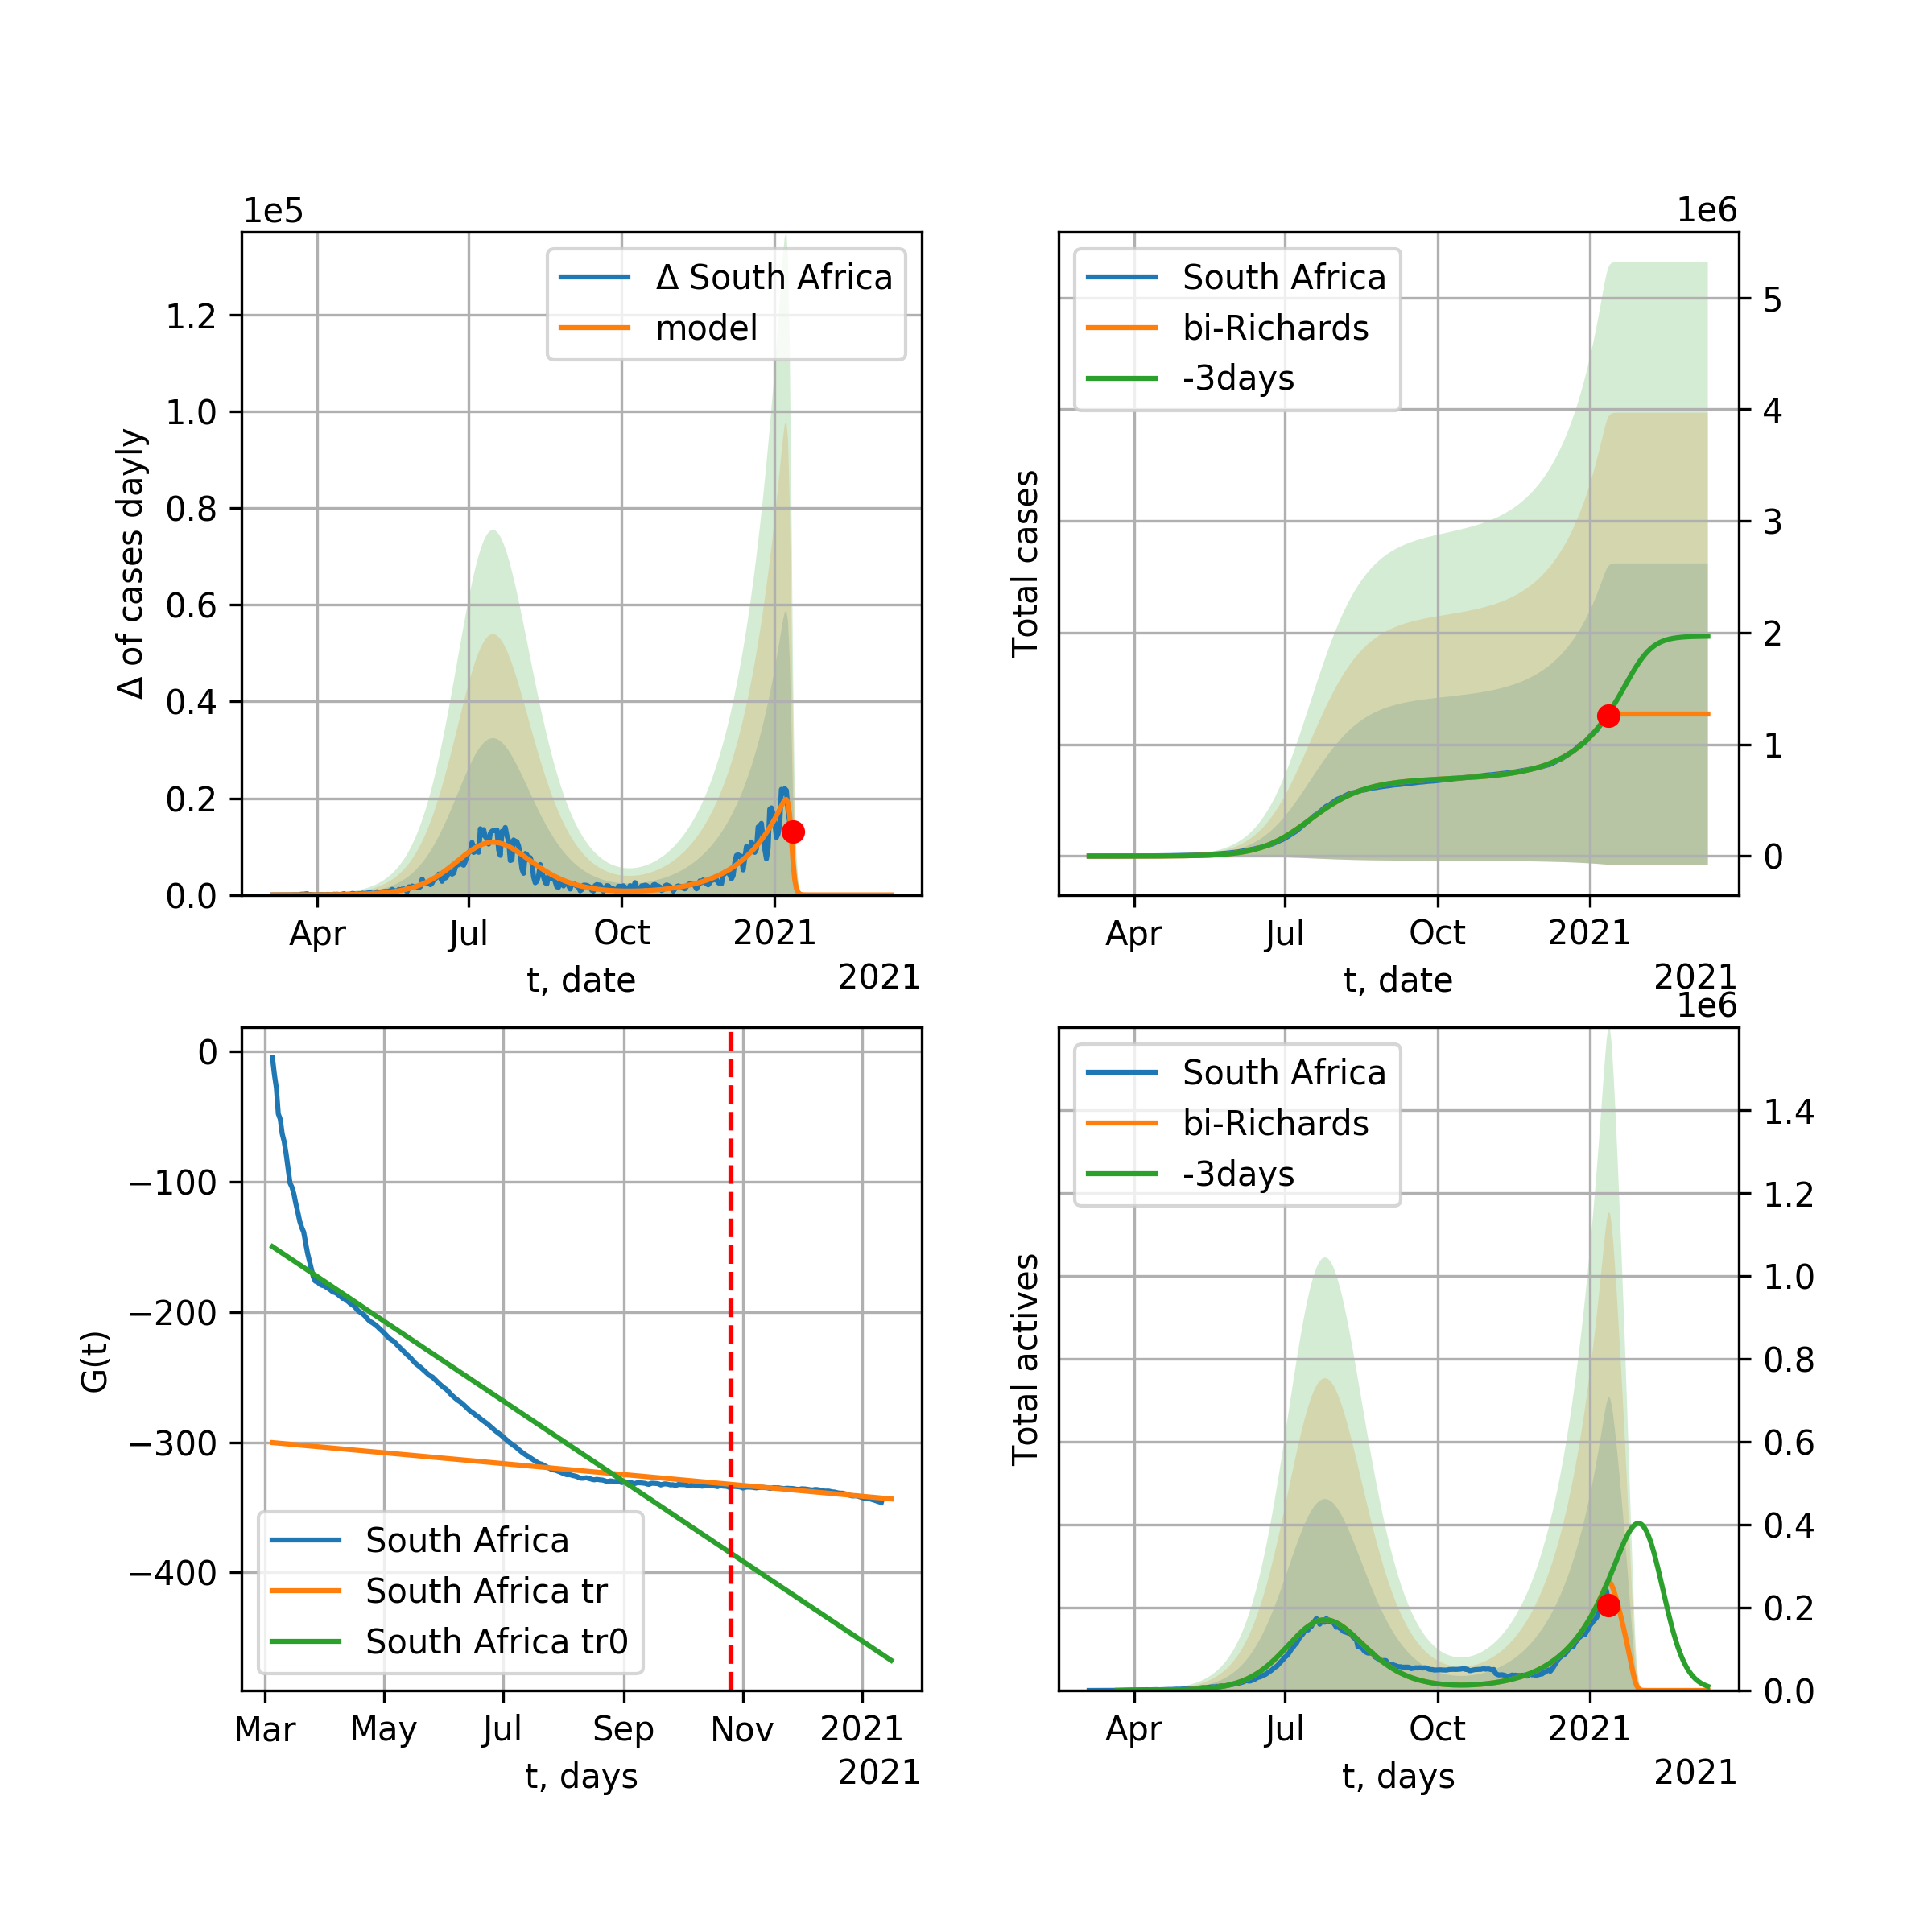 1e5
Δ of cases dayly
1.2
1.0
0.8
0.6
0.4
0.2
0.0
Δ South Africa
model
Apr
Jul
Oct
2021
t, date
2021
1e6
Total cases
South Africa
bi-Richards
-3days
5
4
3
2
1
0
Apr
Jul
Oct
2021
t, date
2021
G(t)
0
−100
−200
−300
−400
South Africa
South Africa tr
South Africa tr0
Mar
May
Jul
Sep
Nov
2021
t, days
2021
1e6
Total actives
South Africa
bi-Richards
-3days
1.4
1.2
1.0
0.8
0.6
0.4
0.2
0.0
Apr
Jul
Oct
2021
t, days
2021